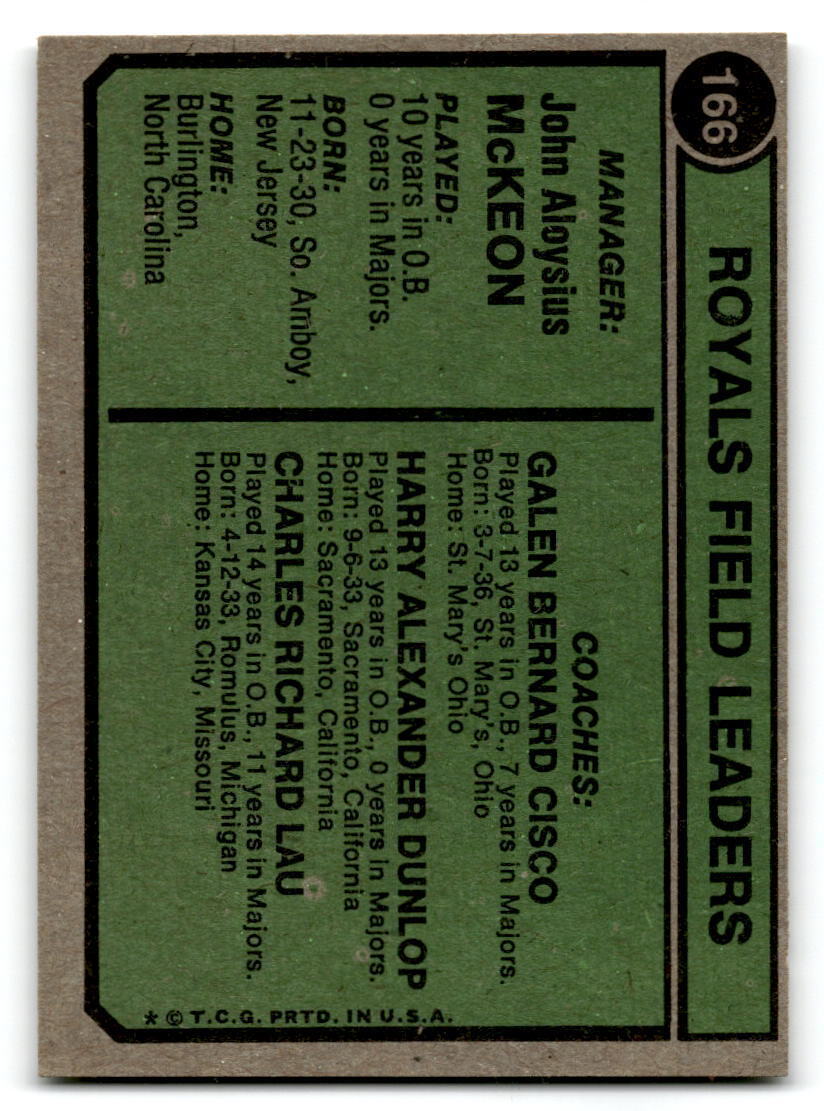 166
ROYALS FIELD LEADERS
MANAGER:
John Aloysius
McKEON
PLAYED:
10 years in O.B.
0 years in Majors.
BORN:
11-23-30, So. Amboy,
New Jersey
HOME:
Burlington,
North Carolina
COACHES:
GALEN BERNARD CISCO
Played 13 years in O.B., 7 years in Majors.
Born: 3-7-36, St. Mary's, Ohio
Home: St. Mary's Ohio
HARRY ALEXANDER DUNLOP
Played 13 years in O.B., 0 years in Majors.
Born: 9-6-33, Sacramento, California
Home: Sacramento, California
CHARLES RICHARD LAU
Played 14 years in O.B., 11 years in Majors.
Born: 4-12-33, Romulus, Michigan
Home: Kansas City, Missouri
* © T.C.G. PRTD. IN U.S.A.